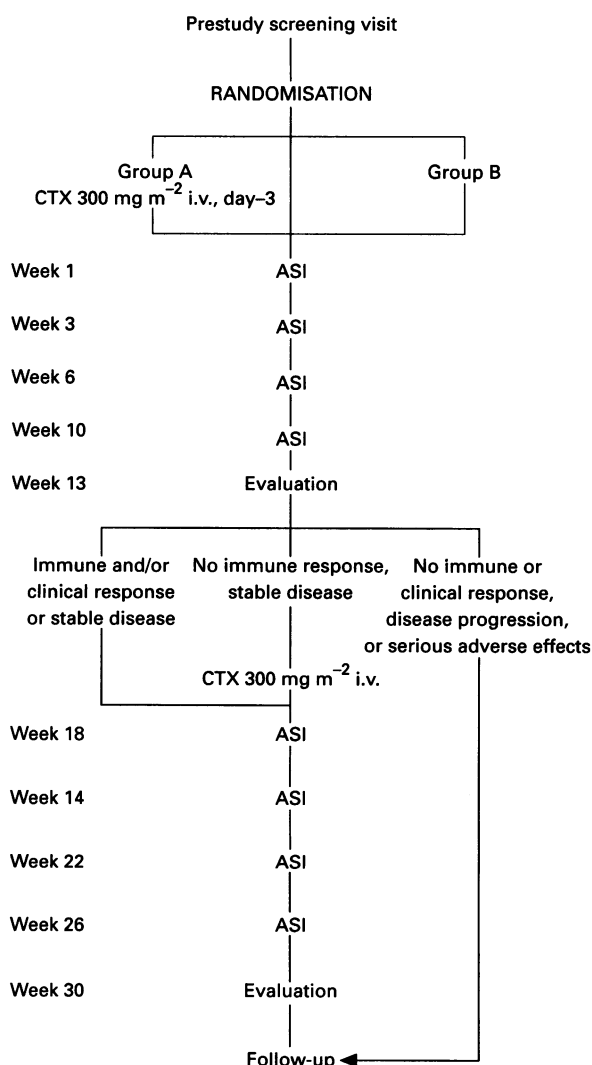 Prestudy screening visit
RANDOMISATION
Group A
CTX 300 mg m⁻² i.v., day–3
Group B
Week 1 ASI
Week 3 ASI
Week 6 ASI
Week 10 ASI
Week 13 Evaluation
Immune and/or
clinical response
or stable disease
No immune response,
stable disease
No immune or
clinical response,
disease progression,
or serious adverse effects
CTX 300 mg m⁻² i.v.
Week 18 ASI
Week 14 ASI
Week 22 ASI
Week 26 ASI
Week 30 Evaluation
Follow-up